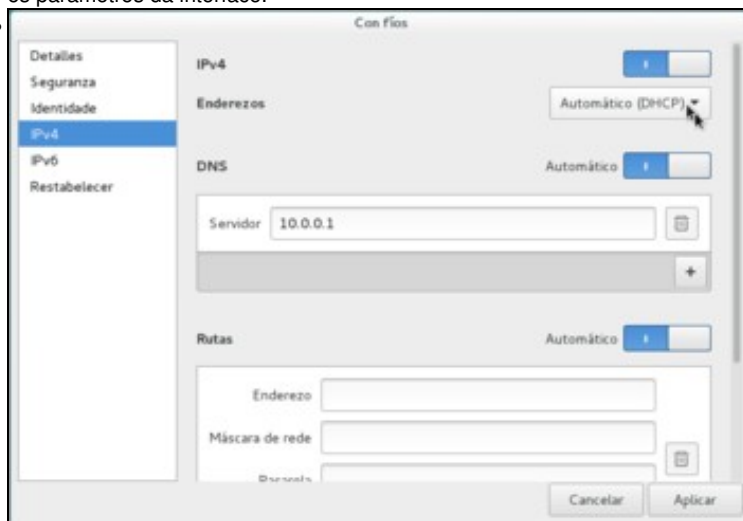 os parámetros da interface.
Con fíos
Detalles
Seguranza
Identidade
IPv4
IPv6
Restabelecer
IPv4
Enderezos Automático (DHCP)
DNS Automático
Servidor 10.0.0.1
+
Rutas Automático
Enderezo
Máscara de rede
Pasarela
Cancelar Aplicar